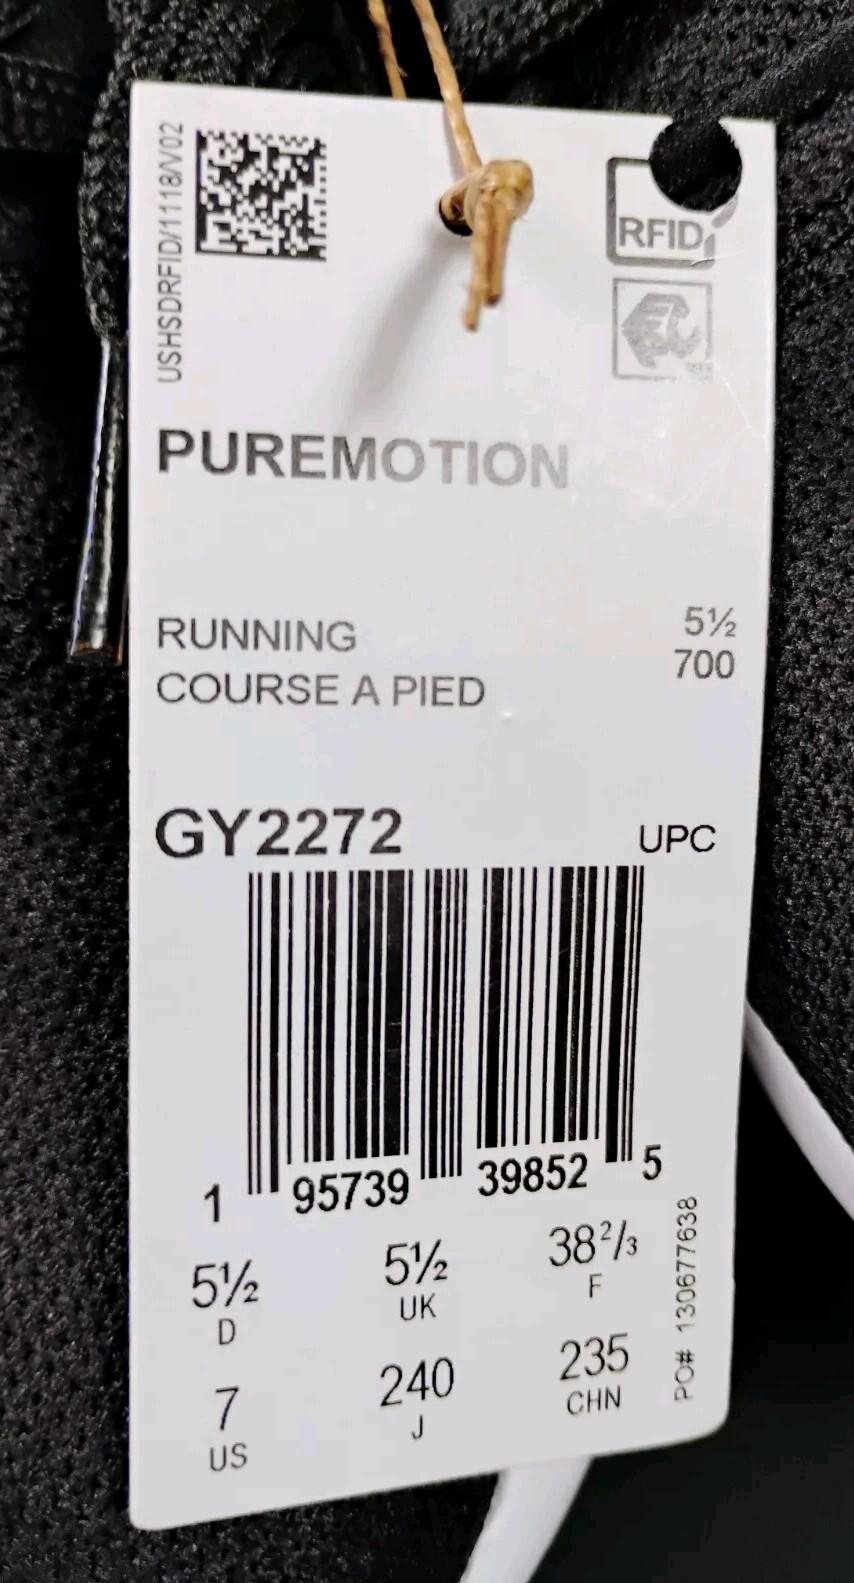 USHSDRFID/1118/V02
RFID
PUREMOTION
RUNNING
COURSE A PIED
5½
700
GY2272
UPC
1 95739 39852 5
5½ 5½ 38⅔
D UK F
7 240 235
US J CHN
PO# 130677638